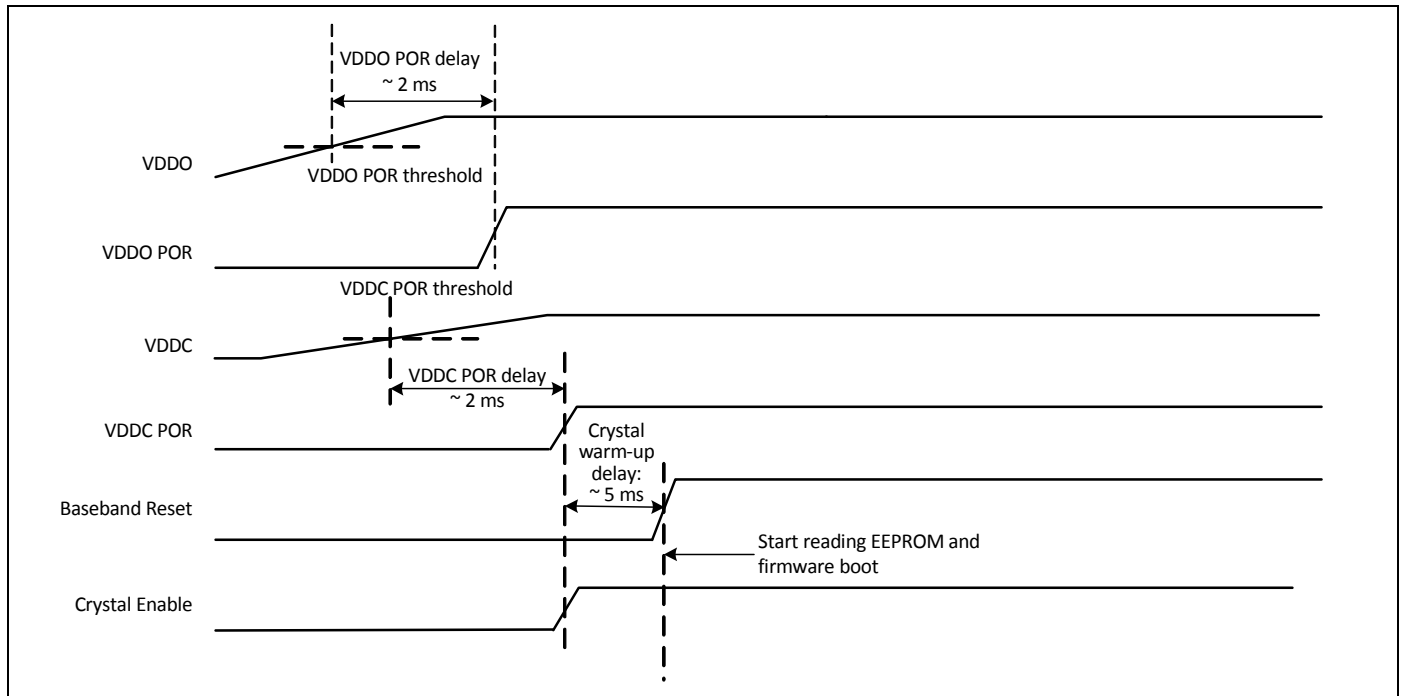 VDDO POR delay
~ 2 ms
VDDO
VDDO POR threshold
VDDO POR
VDDC POR threshold
VDDC
VDDC POR delay
~ 2 ms
VDDC POR
Crystal
warm-up
delay:
~ 5 ms
Baseband Reset
Start reading EEPROM and
firmware boot
Crystal Enable